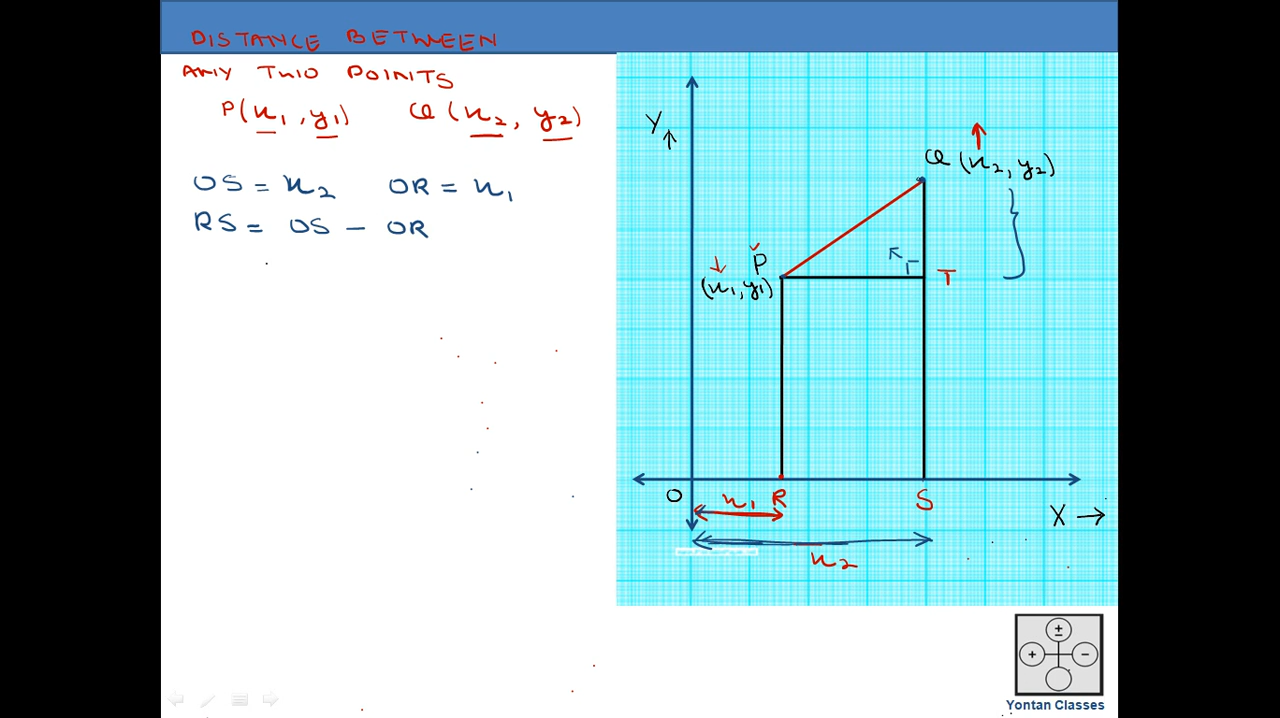 DISTANCE BETWEEN
ANY TWO POINTS
P(x1, y1) Q(x2, y2)
OS = x2 OR = x1
RS = OS - OR
Y
Q(x2, y2)
P
(x1, y1)
T
O
x1
R
S
X
x2
Yontan Classes